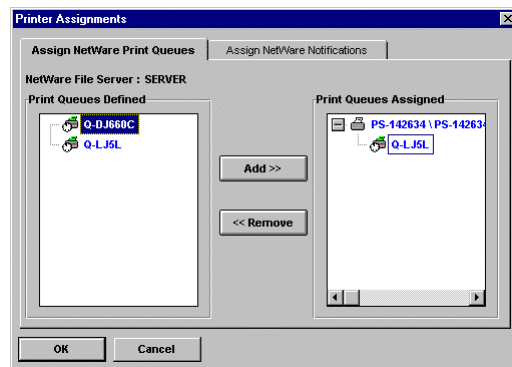 Printer Assignments
Assign NetWare Print Queues
Assign NetWare Notifications
NetWare File Server : SERVER
Print Queues Defined
Q-DJ660C
Q-LJ5L
Add >>
<< Remove
Print Queues Assigned
PS-142634 \ PS-142634
Q-LJ5L
OK
Cancel